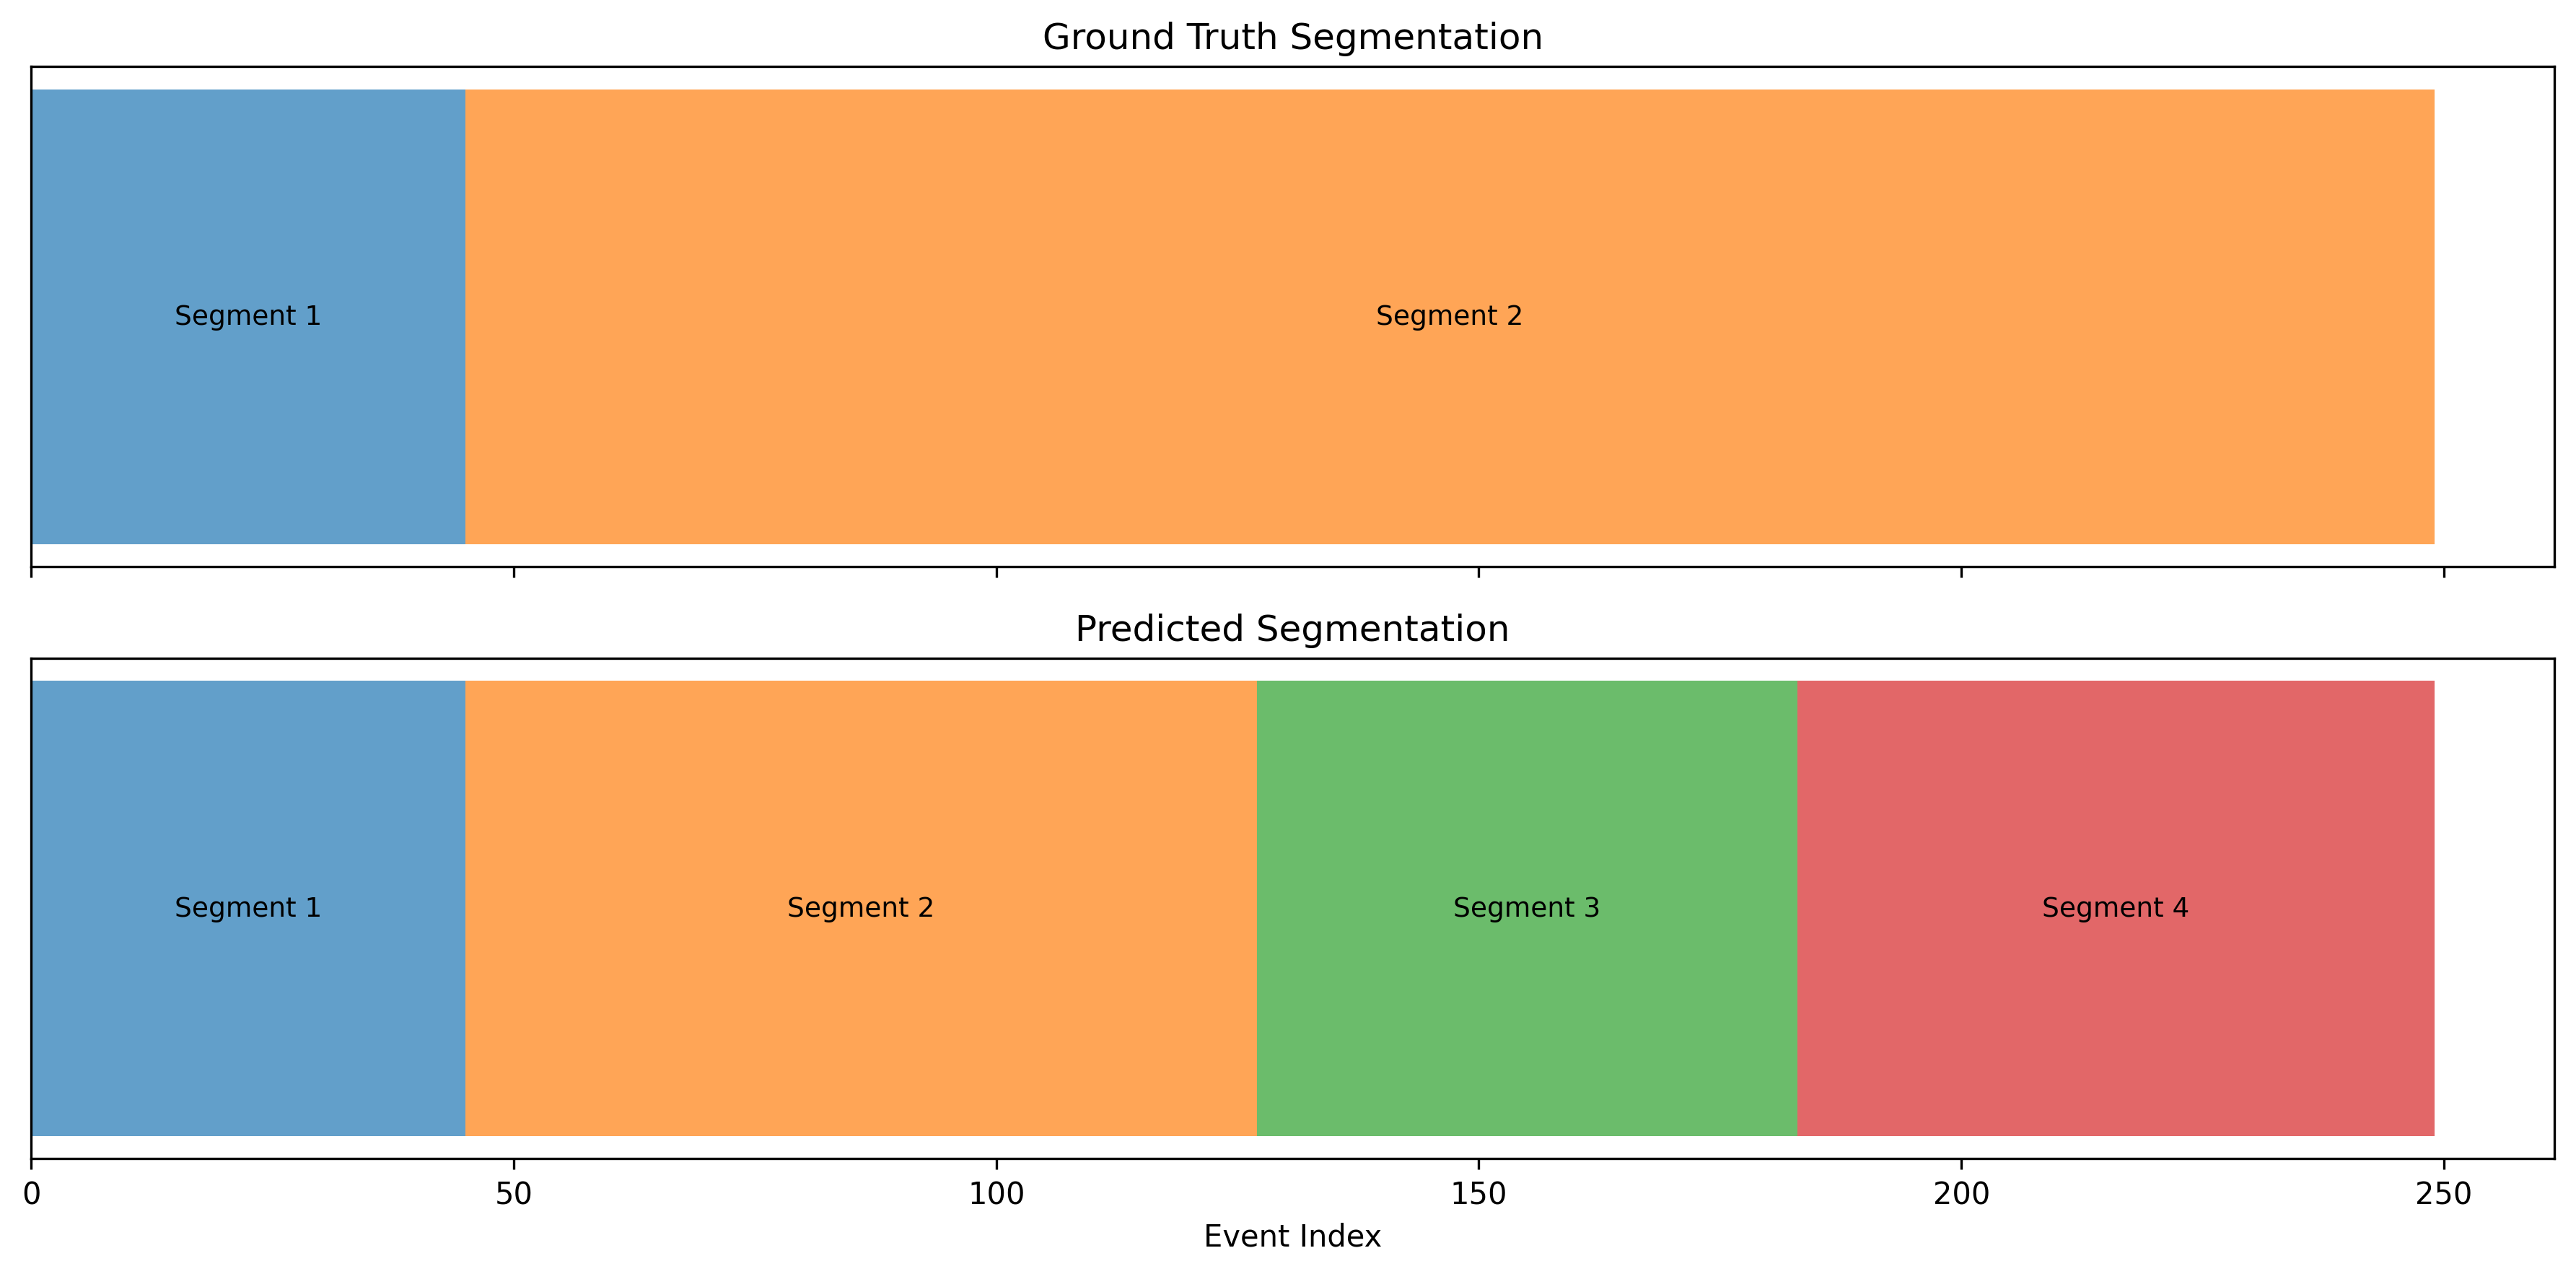 Ground Truth Segmentation
Segment 1
Segment 2
Predicted Segmentation
Segment 1
Segment 2
Segment 3
Segment 4
0 50 100 150 200 250
Event Index